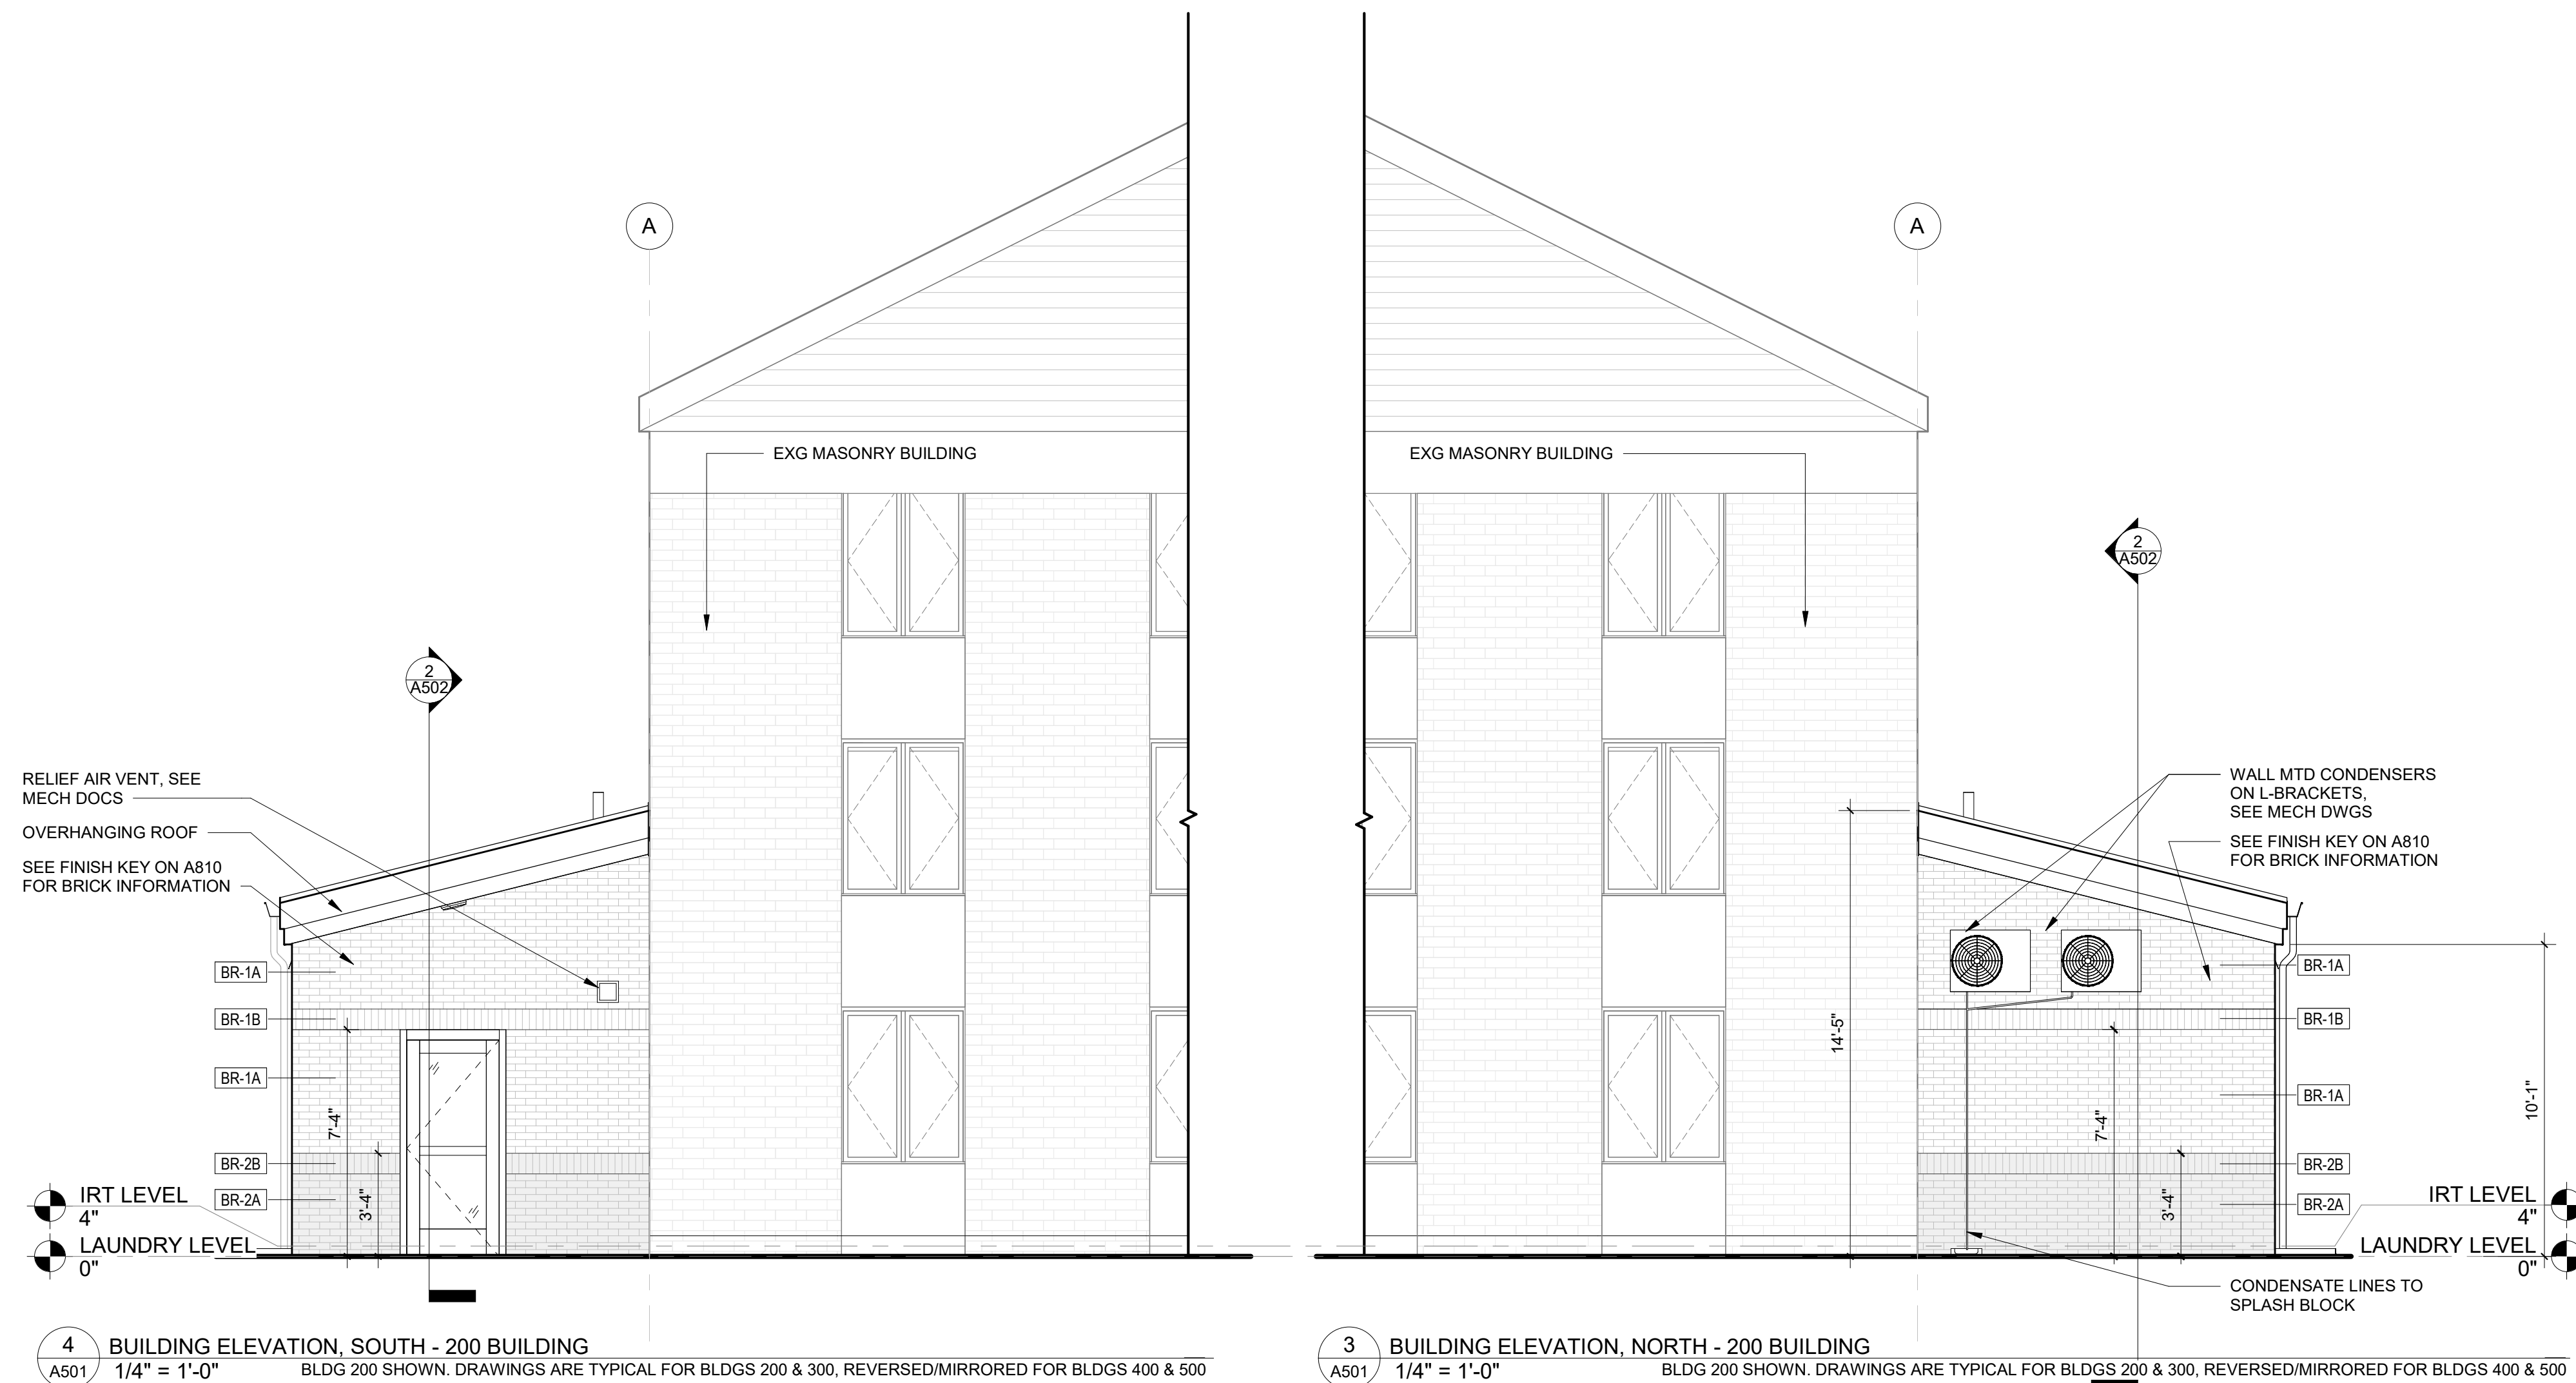 A
A
EXG MASONRY BUILDING
EXG MASONRY BUILDING
2
A502
2
A502
RELIEF AIR VENT, SEE
MECH DOCS
OVERHANGING ROOF
SEE FINISH KEY ON A810
FOR BRICK INFORMATION
BR-1A
BR-1B
BR-1A
BR-2B
BR-2A
7'-4"
3'-4"
IRT LEVEL
4"
LAUNDRY LEVEL
0"
WALL MTD CONDENSERS
ON L-BRACKETS,
SEE MECH DWGS
SEE FINISH KEY ON A810
FOR BRICK INFORMATION
14'-5"
7'-4"
3'-4"
10'-1"
BR-1A
BR-1B
BR-1A
BR-2B
BR-2A
IRT LEVEL
4"
LAUNDRY LEVEL
0"
CONDENSATE LINES TO
SPLASH BLOCK
4
A501
BUILDING ELEVATION, SOUTH - 200 BUILDING
1/4" = 1'-0"
BLDG 200 SHOWN. DRAWINGS ARE TYPICAL FOR BLDGS 200 & 300, REVERSED/MIRRORED FOR BLDGS 400 & 500
3
A501
BUILDING ELEVATION, NORTH - 200 BUILDING
1/4" = 1'-0"
BLDG 200 SHOWN. DRAWINGS ARE TYPICAL FOR BLDGS 200 & 300, REVERSED/MIRRORED FOR BLDGS 400 & 500